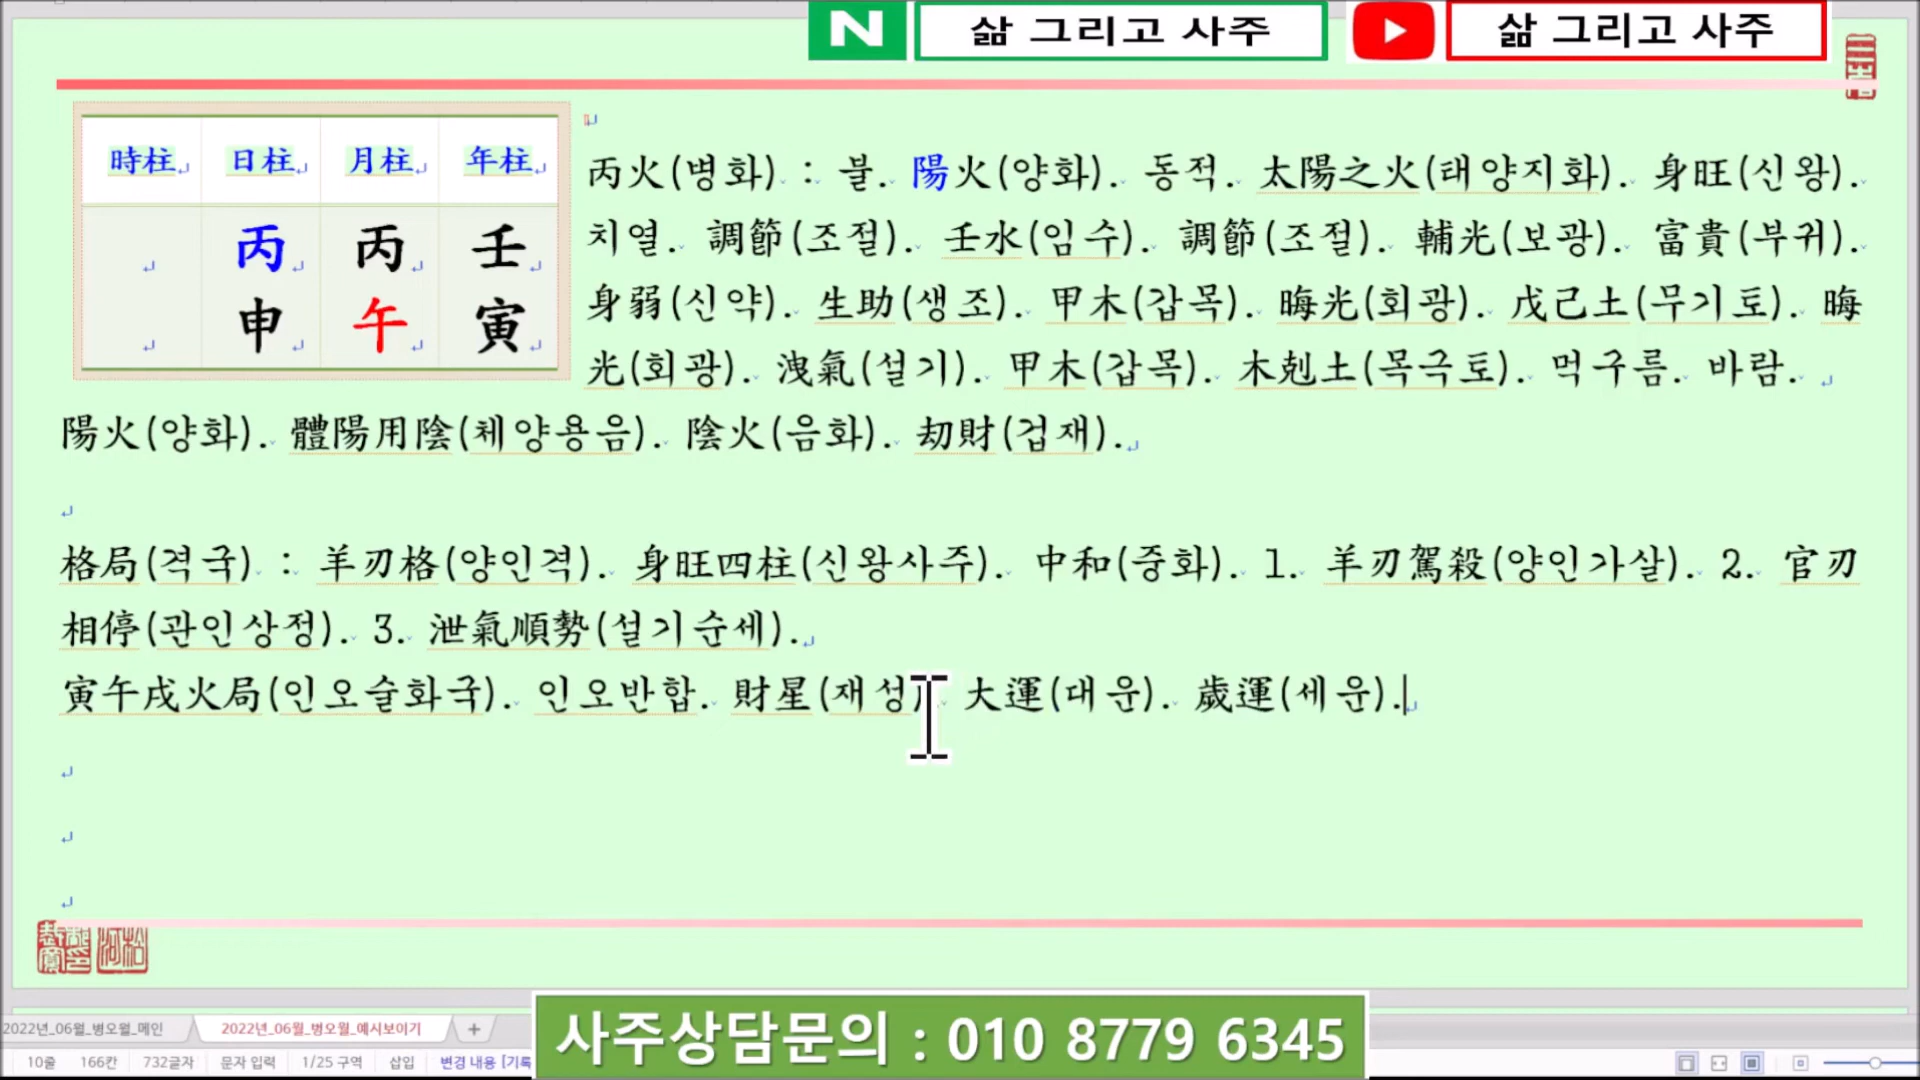 N 삶 그리고 사주 삶 그리고 사주
時柱 日柱 月柱 年柱
丙 丙 壬
申 午 寅
丙火(병화) : 불. 陽火(양화). 동적. 太陽之火(태양지화). 身旺(신왕).
치열. 調節(조절). 壬水(임수). 調節(조절). 輔光(보광). 富貴(부귀).
身弱(신약). 生助(생조). 甲木(갑목). 晦光(회광). 戊己土(무기토). 晦
光(회광). 洩氣(설기). 甲木(갑목). 木剋土(목극토). 먹구름. 바람.
陽火(양화). 體陽用陰(체양용음). 陰火(음화). 劫財(겁재).
格局(격국) : 羊刃格(양인격). 身旺四柱(신왕사주). 中和(중화). 1. 羊刃駕殺(양인가살). 2. 官刃
相停(관인상정). 3. 泄氣順勢(설기순세).
寅午戌火局(인오술화국). 인오반합. 財星(재성) 大運(대운). 歲運(세운).
2022년_06월_병오월_메인 2022년_06월_병오월_예시보이기 +
사주상담문의 : 010 8779 6345
10줄 166칸 732글자 문자 입력 1/25 구역 삽입 변경 내용 [기록